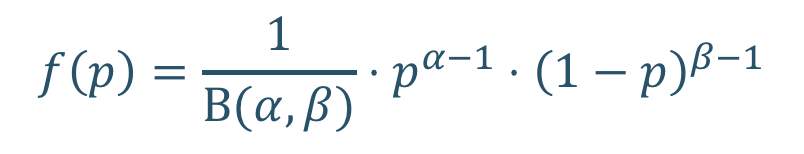 f(p) = 1/B(α, β) · p^(α−1) · (1 − p)^(β−1)